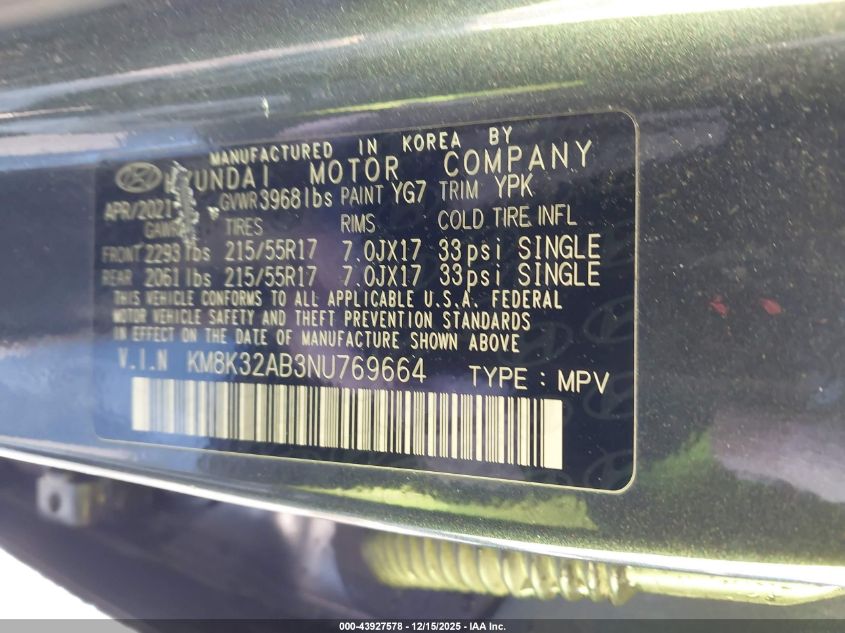 MANUFACTURED IN KOREA BY
HYUNDAI MOTOR COMPANY
APR/2021 GVWR 3968lbs PAINT YG7 TRIM YPK
GAWR TIRES RIMS COLD TIRE INFL
FRONT 2293lbs 215/55R17 7.0JX17 33psi SINGLE
REAR 2061lbs 215/55R17 7.0JX17 33psi SINGLE
THIS VEHICLE CONFORMS TO ALL APPLICABLE U.S.A. FEDERAL
MOTOR VEHICLE SAFETY AND THEFT PREVENTION STANDARDS
IN EFFECT ON THE DATE OF MANUFACTURE SHOWN ABOVE
V.I.N KM8K32AB3NU769664 TYPE : MPV
000-43927578 - 12/15/2025 - IAA Inc.